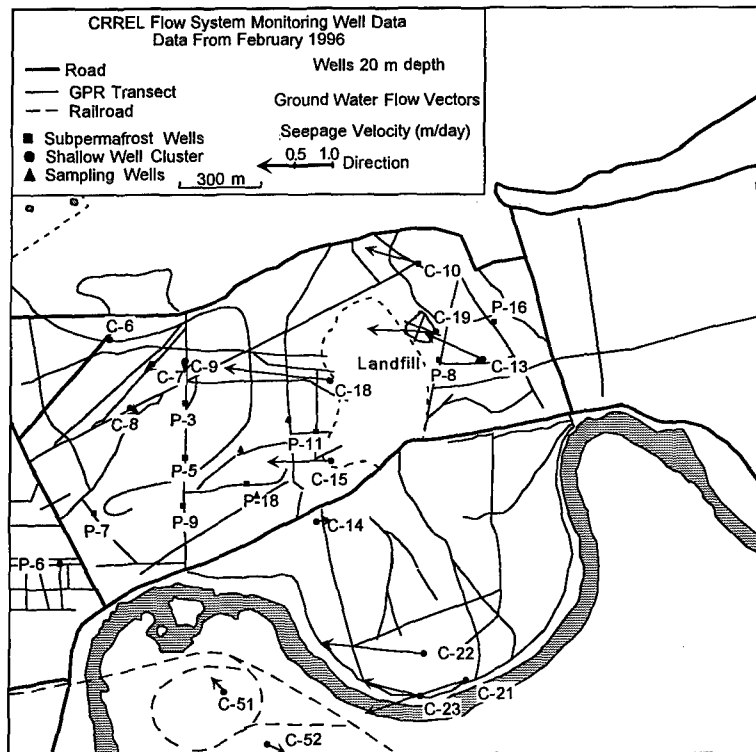 CRREL Flow System Monitoring Well Data
Data From February 1996
Road
Wells 20 m depth
GPR Transect
Ground Water Flow Vectors
Railroad
Seepage Velocity (m/day)
Subpermafrost Wells
Shallow Well Cluster
0.5 1.0 Direction
Sampling Wells
300 m
C-10
C-19
P-16
C-6
Landfill
C-7
C-9
P-8
C-13
C-18
P-3
C-8
P-11
P-5
C-15
P-18
P-9
P-7
C-14
P-6
C-22
C-21
C-23
C-51
C-52